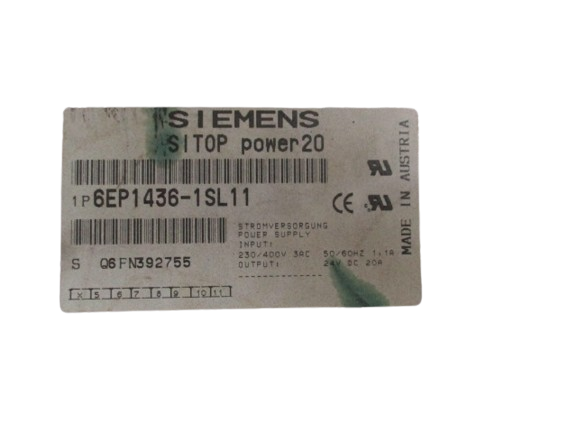 SIEMENS
SITOP power20
1P 6EP1436-1SL11
S Q6FN392755
STROMVERSORGUNG
POWER SUPPLY
INPUT:
230/400V 3AC 50/60HZ 1.1A
OUTPUT: 24V DC 20A
X 5 6 7 8 9 10 11
CE
MADE IN AUSTRIA